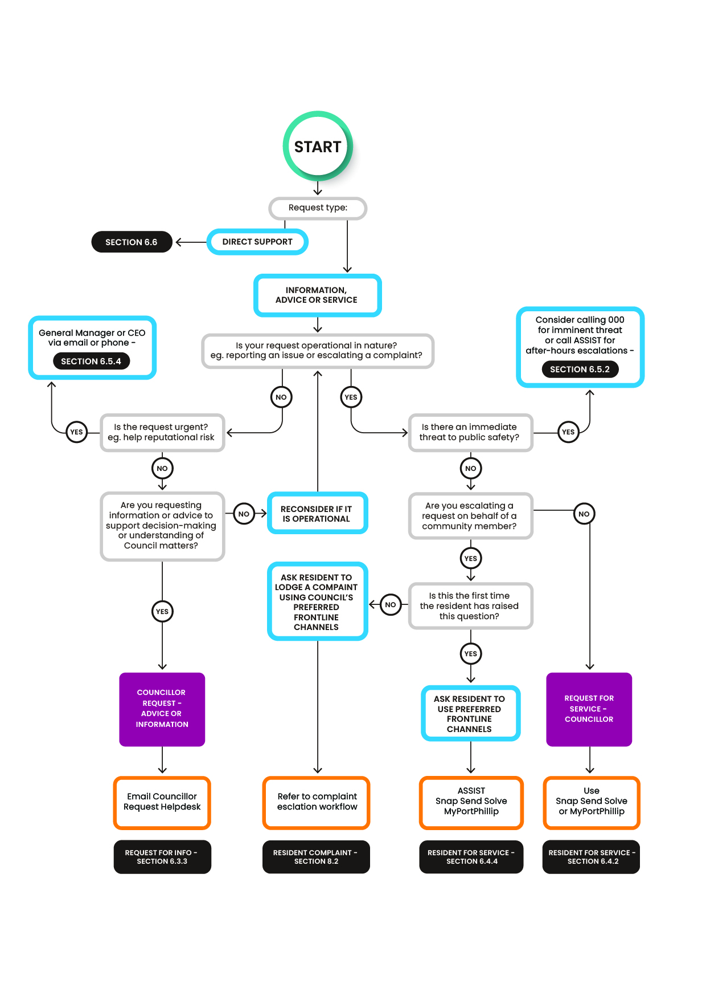 START
Request type:
DIRECT SUPPORT
SECTION 6.6
INFORMATION,
ADVICE OR SERVICE
General Manager or CEO
via email or phone -
SECTION 6.5.4
Is your request operational in nature?
eg. reporting an issue or escalating a complaint?
Consider calling 000
for imminent threat
or call ASSIST for
after-hours escalations -
SECTION 6.5.2
NO
YES
YES
Is the request urgent?
eg. help reputational risk
Is there an immediate
threat to public safety?
YES
NO
NO
Are you requesting
information or advice to
support decision-making
or understanding of
Council matters?
NO
RECONSIDER IF IT
IS OPERATIONAL
Are you escalating a
request on behalf of a
community member?
NO
YES
ASK RESIDENT TO
LODGE A COMPAINT
USING COUNCIL'S
PREFERRED
FRONTLINE
CHANNELS
NO
Is this the first time
the resident has raised
this question?
YES
YES
COUNCILLOR
REQUEST -
ADVICE OR
INFORMATION
ASK RESIDENT TO
USE PREFERRED
FRONTLINE
CHANNELS
REQUEST FOR
SERVICE -
COUNCILLOR
Email Councillor
Request Helpdesk
Refer to complaint
esclation workflow
ASSIST
Snap Send Solve
MyPortPhillip
Use
Snap Send Solve
or MyPortPhillip
REQUEST FOR INFO -
SECTION 6.3.3
RESIDENT COMPLAINT -
SECTION 8.2
RESIDENT FOR SERVICE -
SECTION 6.4.4
RESIDENT FOR SERVICE -
SECTION 6.4.2